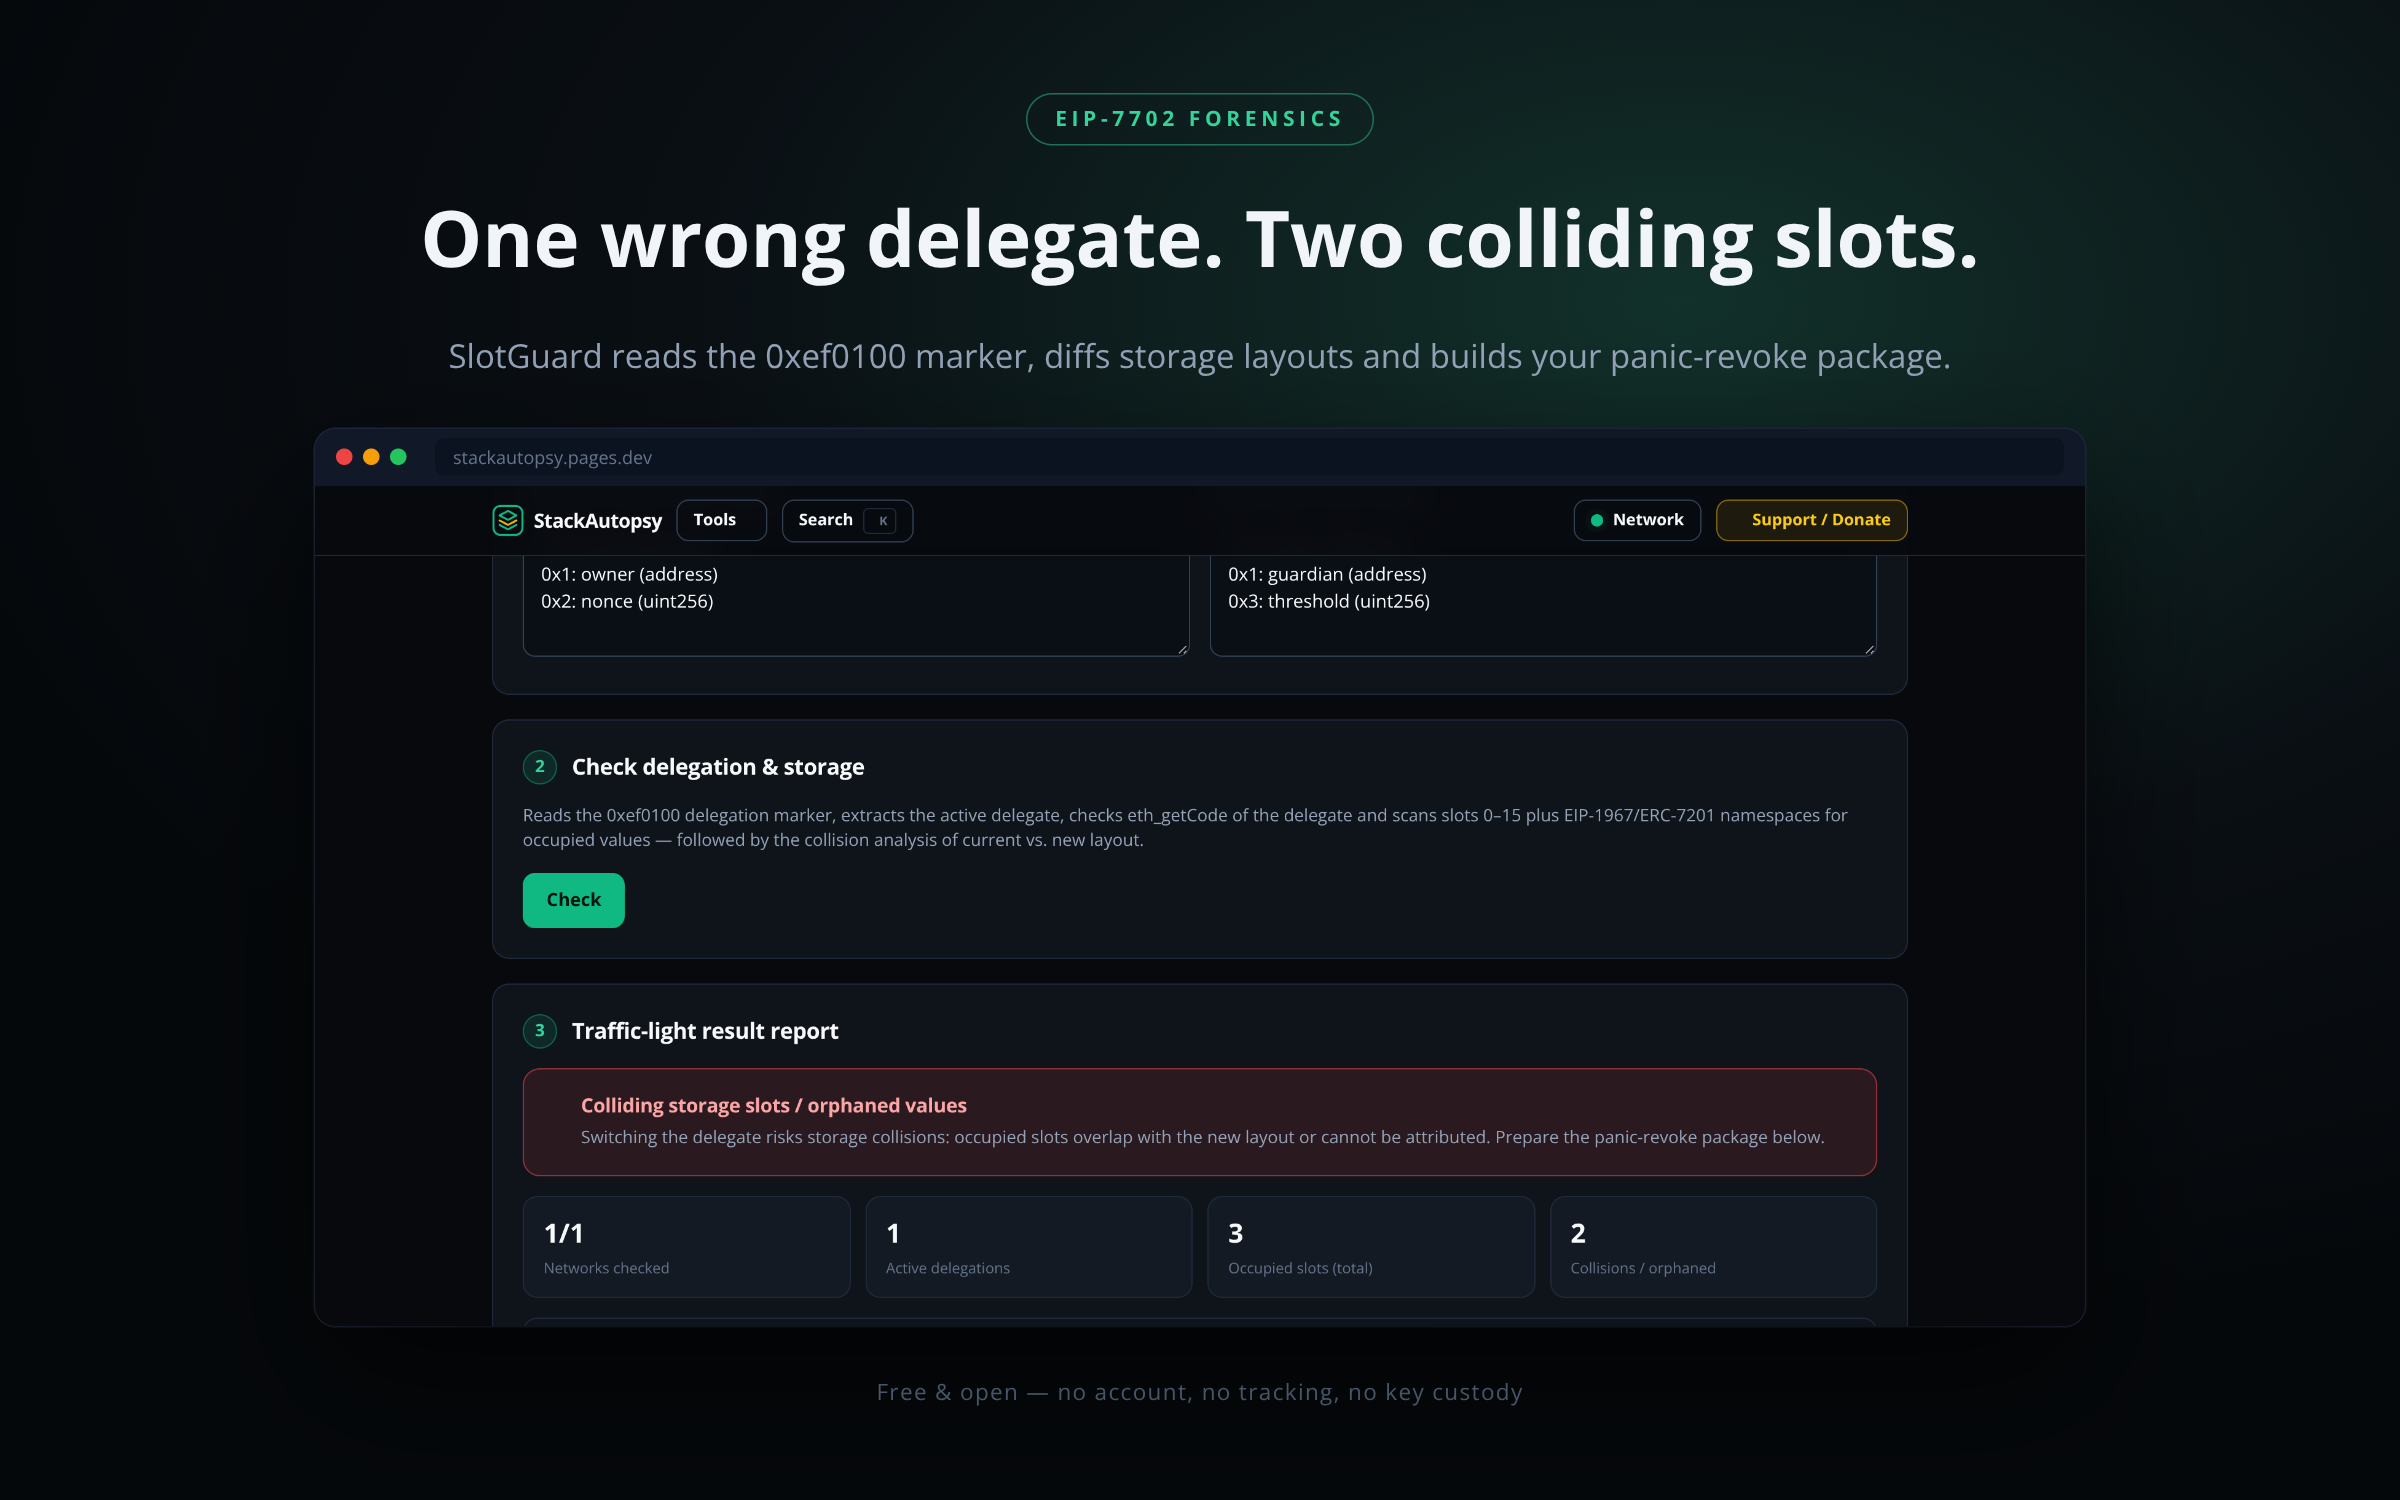 EIP-7702 FORENSICS
One wrong delegate. Two colliding slots.
SlotGuard reads the 0xef0100 marker, diffs storage layouts and builds your panic-revoke package.
stackautopsy.pages.dev
StackAutopsy
Tools
Search K
Network
Support / Donate
0x1: owner (address)
0x2: nonce (uint256)
0x1: guardian (address)
0x3: threshold (uint256)
2 Check delegation & storage
Reads the 0xef0100 delegation marker, extracts the active delegate, checks eth_getCode of the delegate and scans slots 0–15 plus EIP-1967/ERC-7201 namespaces for
occupied values — followed by the collision analysis of current vs. new layout.
Check
3 Traffic-light result report
Colliding storage slots / orphaned values
Switching the delegate risks storage collisions: occupied slots overlap with the new layout or cannot be attributed. Prepare the panic-revoke package below.
1/1
Networks checked
1
Active delegations
3
Occupied slots (total)
2
Collisions / orphaned
Free & open — no account, no tracking, no key custody